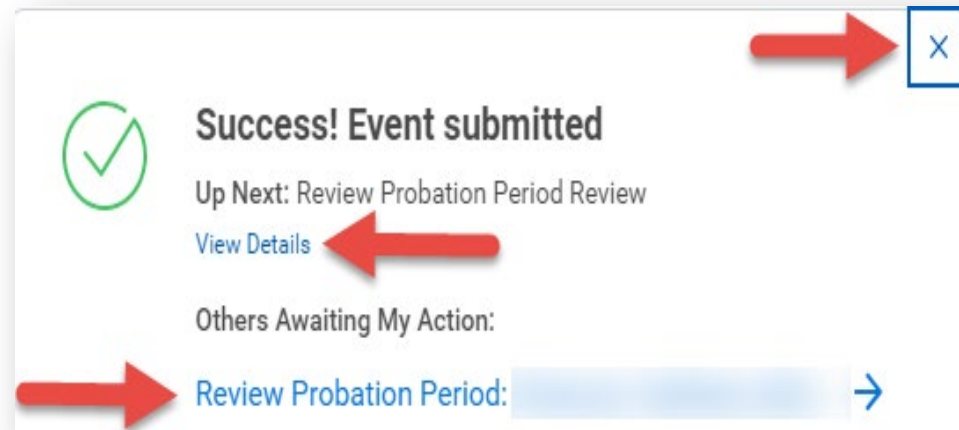 X
Success! Event submitted
Up Next: Review Probation Period Review
View Details
Others Awaiting My Action:
Review Probation Period: